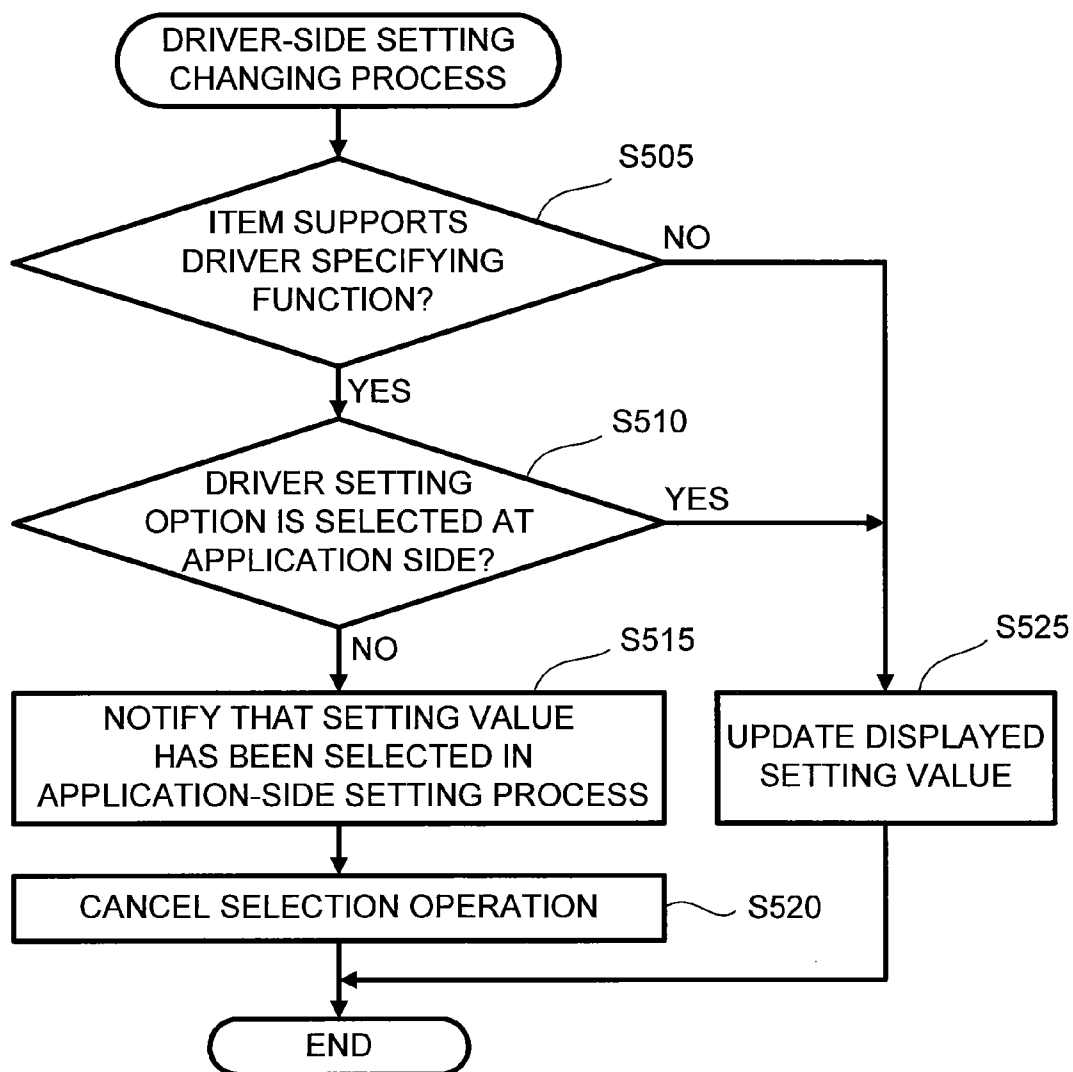 DRIVER-SIDE SETTING
CHANGING PROCESS
S505
ITEM SUPPORTS
DRIVER SPECIFYING
FUNCTION?
NO
YES
S510
DRIVER SETTING
OPTION IS SELECTED AT
APPLICATION SIDE?
YES
NO
S515
NOTIFY THAT SETTING VALUE
HAS BEEN SELECTED IN
APPLICATION-SIDE SETTING PROCESS
S525
UPDATE DISPLAYED
SETTING VALUE
CANCEL SELECTION OPERATION
S520
END